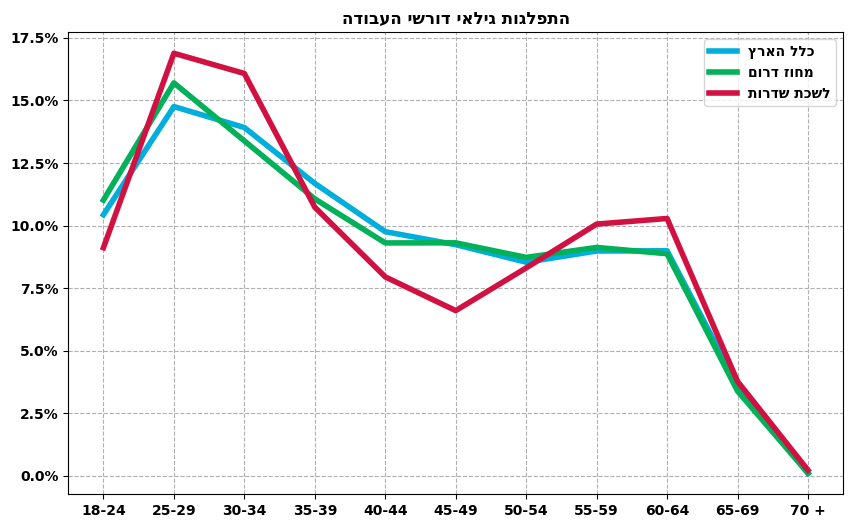 התפלגות גילאי דורשי העבודה
כלל הארץ
מחוז דרום
לשכת שדרות
17.5%
15.0%
12.5%
10.0%
7.5%
5.0%
2.5%
0.0%
18-24 25-29 30-34 35-39 40-44 45-49 50-54 55-59 60-64 65-69 70 +